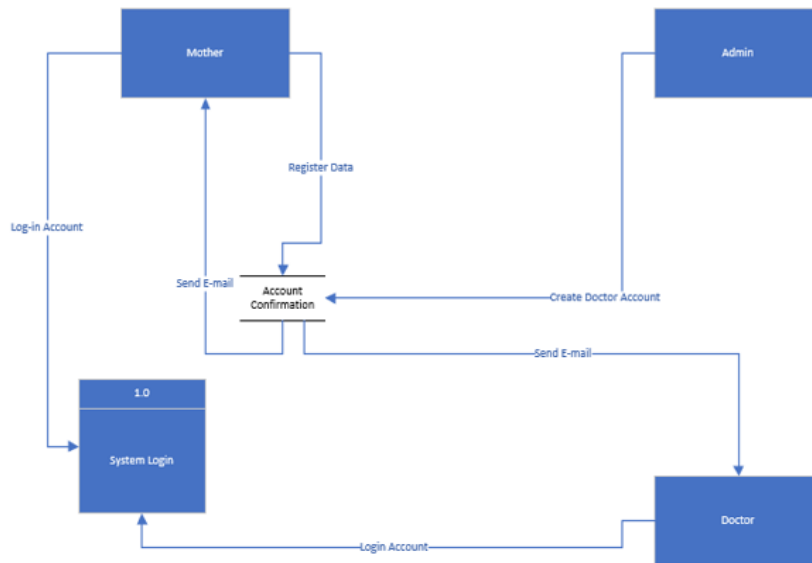 Mother
Admin
Register Data
Log-in Account
Send E-mail
Account
Confirmation
Create Doctor Account
Send E-mail
1.0
System Login
Doctor
Login Account